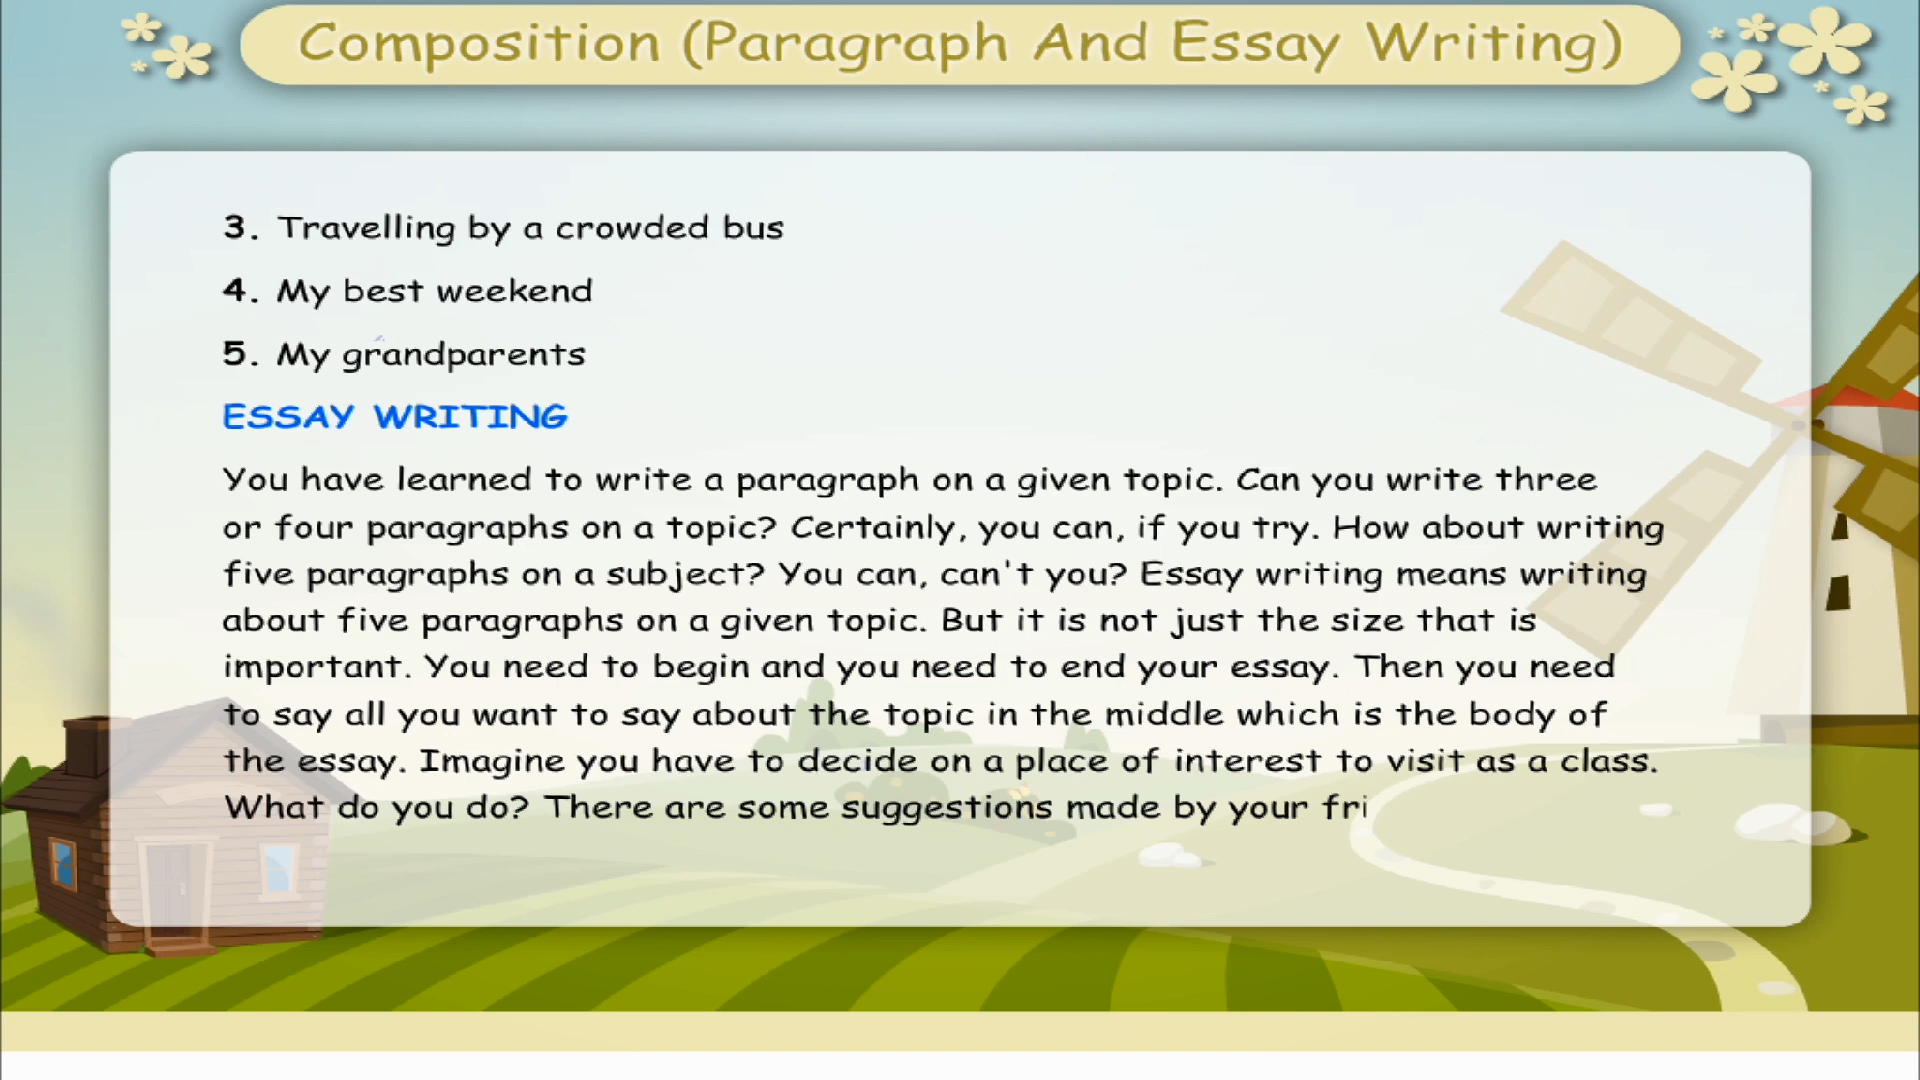 Composition (Paragraph And Essay Writing)
3. Travelling by a crowded bus
4. My best weekend
5. My grandparents
ESSAY WRITING
You have learned to write a paragraph on a given topic. Can you write three
or four paragraphs on a topic? Certainly, you can, if you try. How about writing
five paragraphs on a subject? You can, can't you? Essay writing means writing
about five paragraphs on a given topic. But it is not just the size that is
important. You need to begin and you need to end your essay. Then you need
to say all you want to say about the topic in the middle which is the body of
the essay. Imagine you have to decide on a place of interest to visit as a class.
What do you do? There are some suggestions made by your fri